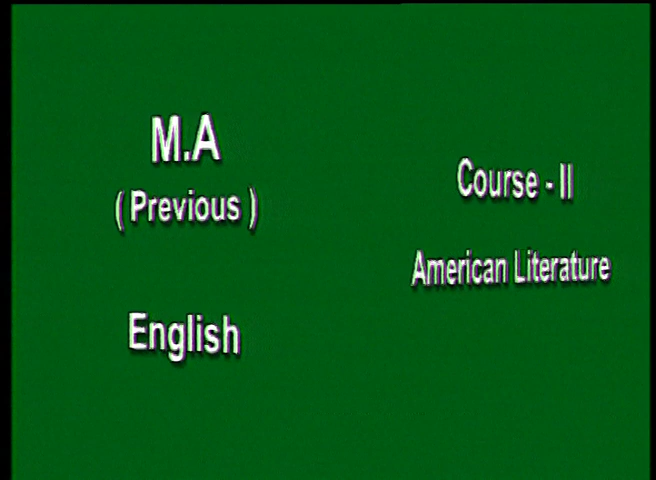 M.A
( Previous )
English
Course - II
American Literature